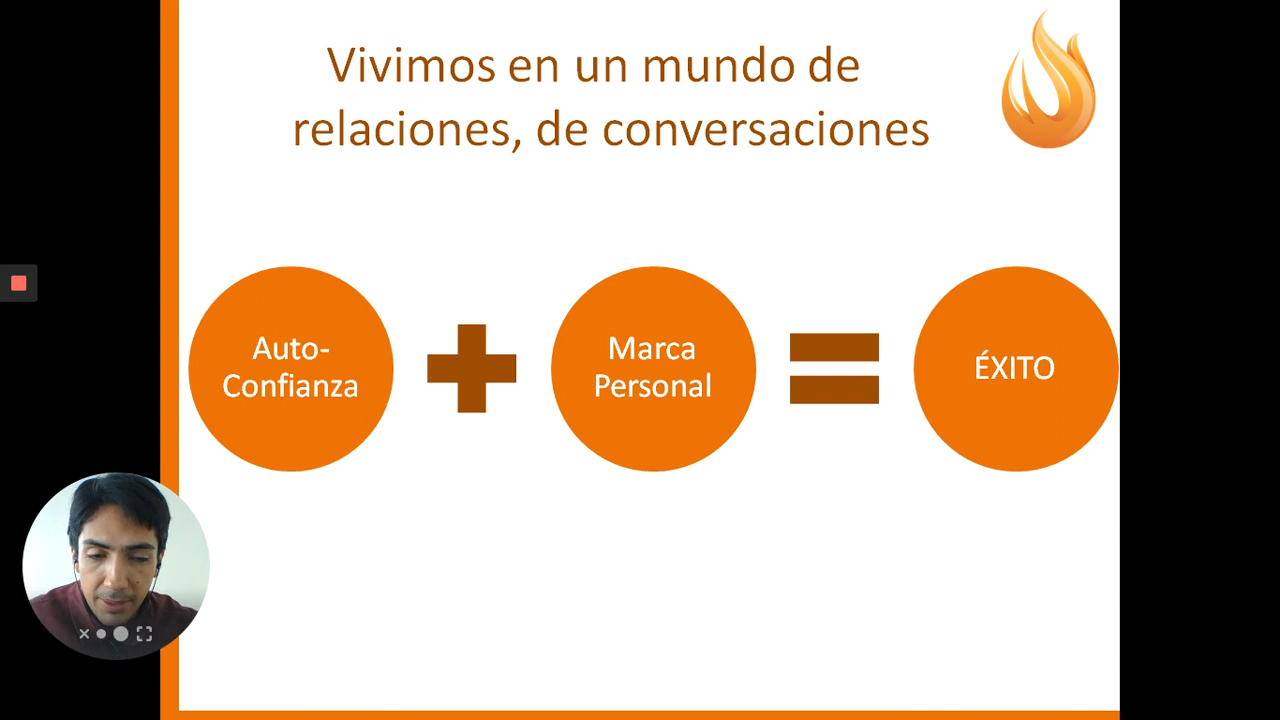 Vivimos en un mundo de
relaciones, de conversaciones
Auto-
Confianza
Marca
Personal
ÉXITO